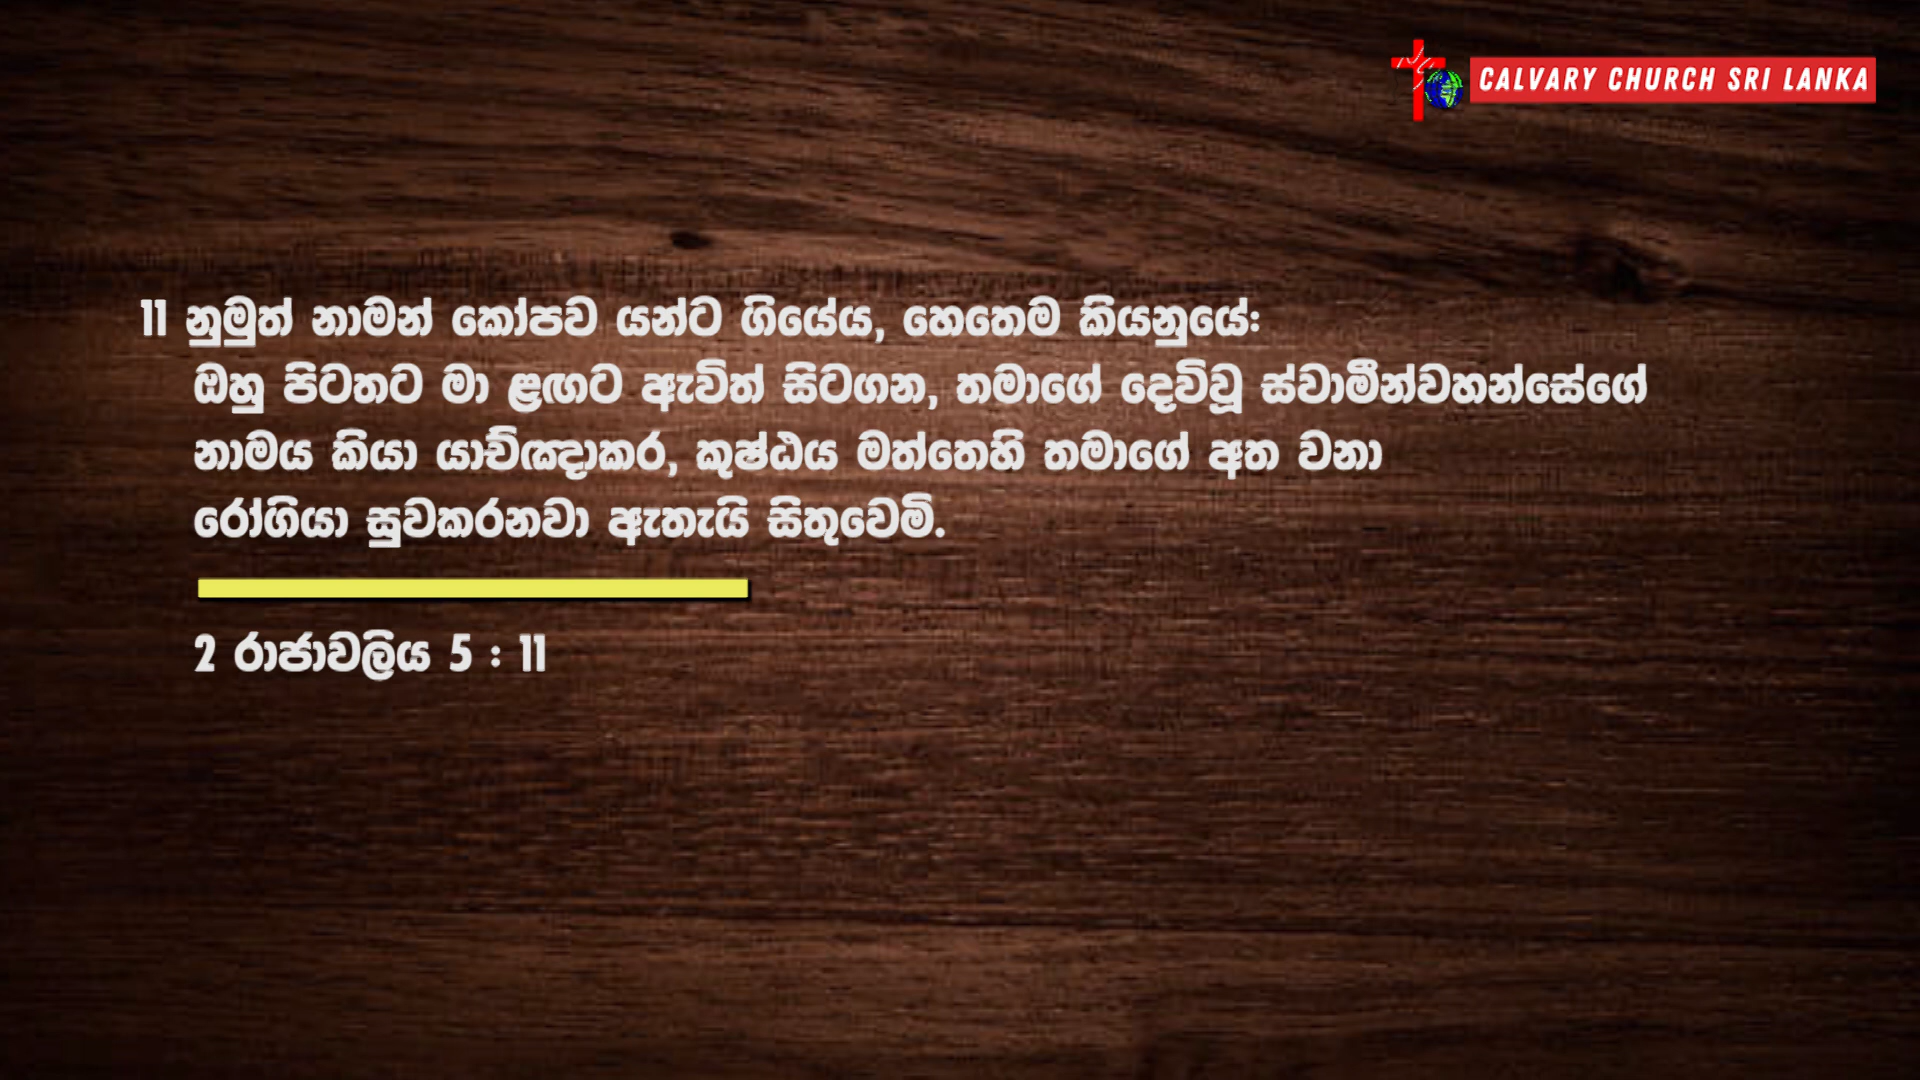 CALVARY CHURCH SRI LANKA
11 නුමුත් නාමන් කෝපව යන්ට ගියේය, හෙතෙම කියනුයේ:
ඔහු පිටතට මා ළඟට ඇවිත් සිටගන, තමාගේ දෙවිවූ ස්වාමීන්වහන්සේගේ
නාමය කියා යාච්ඤාකර, කුෂ්ඨය මත්තෙහි තමාගේ අත වනා
රෝගියා සුවකරනවා ඇතැයි සිතුවෙමි.
2 රාජාවලිය 5 : 11